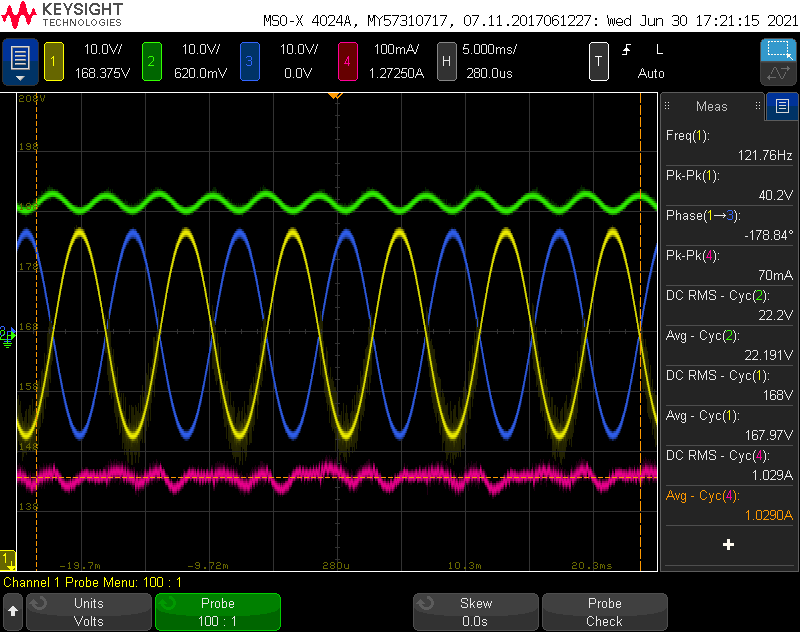 KEYSIGHT
TECHNOLOGIES
MSO-X 4024A, MY57310717, 07.11.2017061227: Wed Jun 30 17:21:15 2021
1 10.0V/ 2 10.0V/ 3 10.0V/ 4 100mA/ H 5.000ms/ T L
168.375V 620.0mV 0.0V 1.27250A 280.0us Auto
208V
198
188
178
168
158
148
138
-19.7m -9.72m 280u 10.3m 20.3ms
1
Meas
Freq(1):
121.76Hz
Pk-Pk(1):
40.2V
Phase(1→3):
-178.84°
Pk-Pk(4):
70mA
DC RMS - Cyc(2):
22.2V
Avg - Cyc(2):
22.191V
DC RMS - Cyc(1):
168V
Avg - Cyc(1):
167.97V
DC RMS - Cyc(4):
1.029A
Avg - Cyc(4):
1.0290A
Channel 1 Probe Menu: 100 : 1
Units
Volts
Probe
100 : 1
Skew
0.0s
Probe
Check